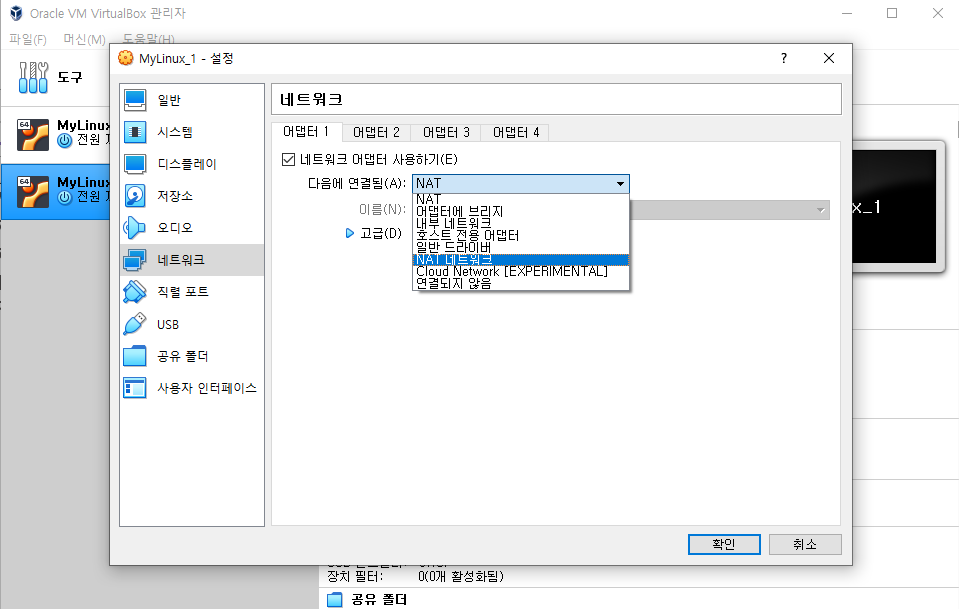 Oracle VM VirtualBox 관리자
파일(F) 머신(M) 도움말(H)
도구
64 MyLinux
전원
64 MyLinux
전원
x_1
MyLinux_1 - 설정
일반
시스템
디스플레이
저장소
오디오
네트워크
직렬 포트
USB
공유 폴더
사용자 인터페이스
네트워크
어댑터 1 어댑터 2 어댑터 3 어댑터 4
네트워크 어댑터 사용하기(E)
다음에 연결됨(A): NAT
이름(N):
고급(D)
NAT
어댑터에 브리지
내부 네트워크
호스트 전용 어댑터
일반 드라이버
NAT 네트워크
Cloud Network [EXPERIMENTAL]
연결되지 않음
확인 취소
장치 필터: 0(0개 활성화됨)
공유 폴더